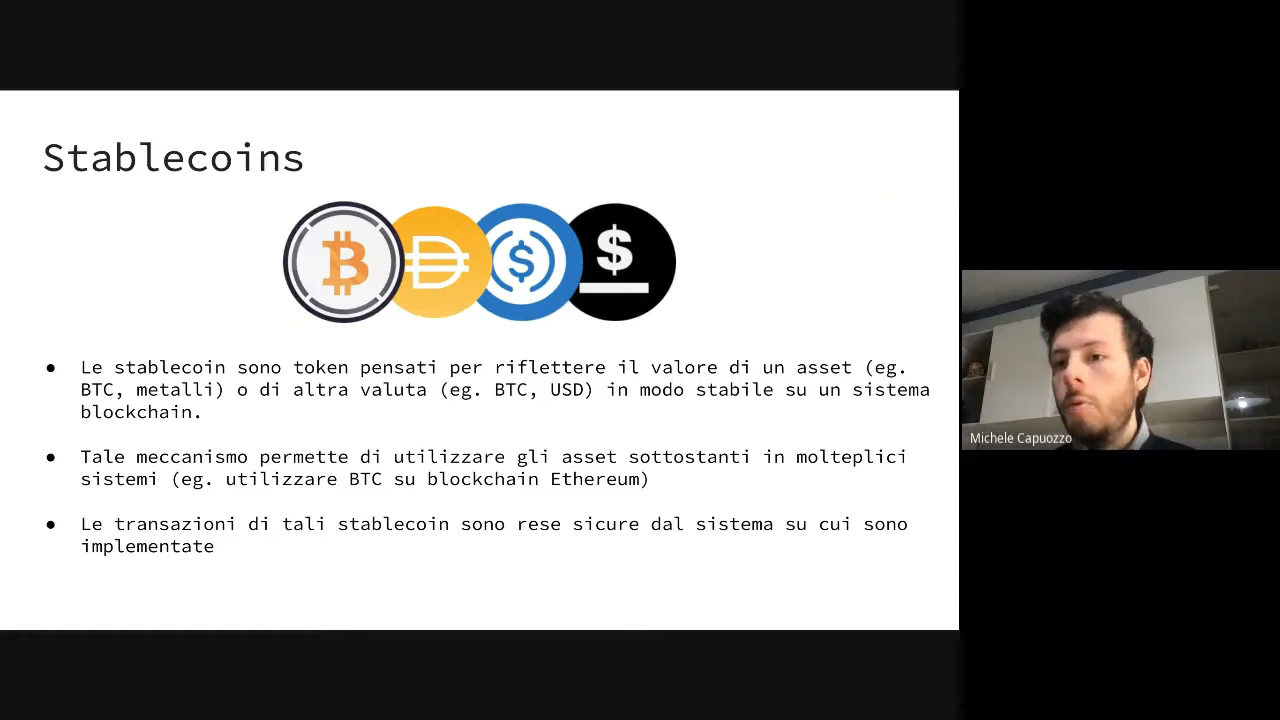 Stablecoins
● Le stablecoin sono token pensati per riflettere il valore di un asset (eg.
BTC, metalli) o di altra valuta (eg. BTC, USD) in modo stabile su un sistema
blockchain.
● Tale meccanismo permette di utilizzare gli asset sottostanti in molteplici
sistemi (eg. utilizzare BTC su blockchain Ethereum)
● Le transazioni di tali stablecoin sono rese sicure dal sistema su cui sono
implementate
Michele Capuozzo